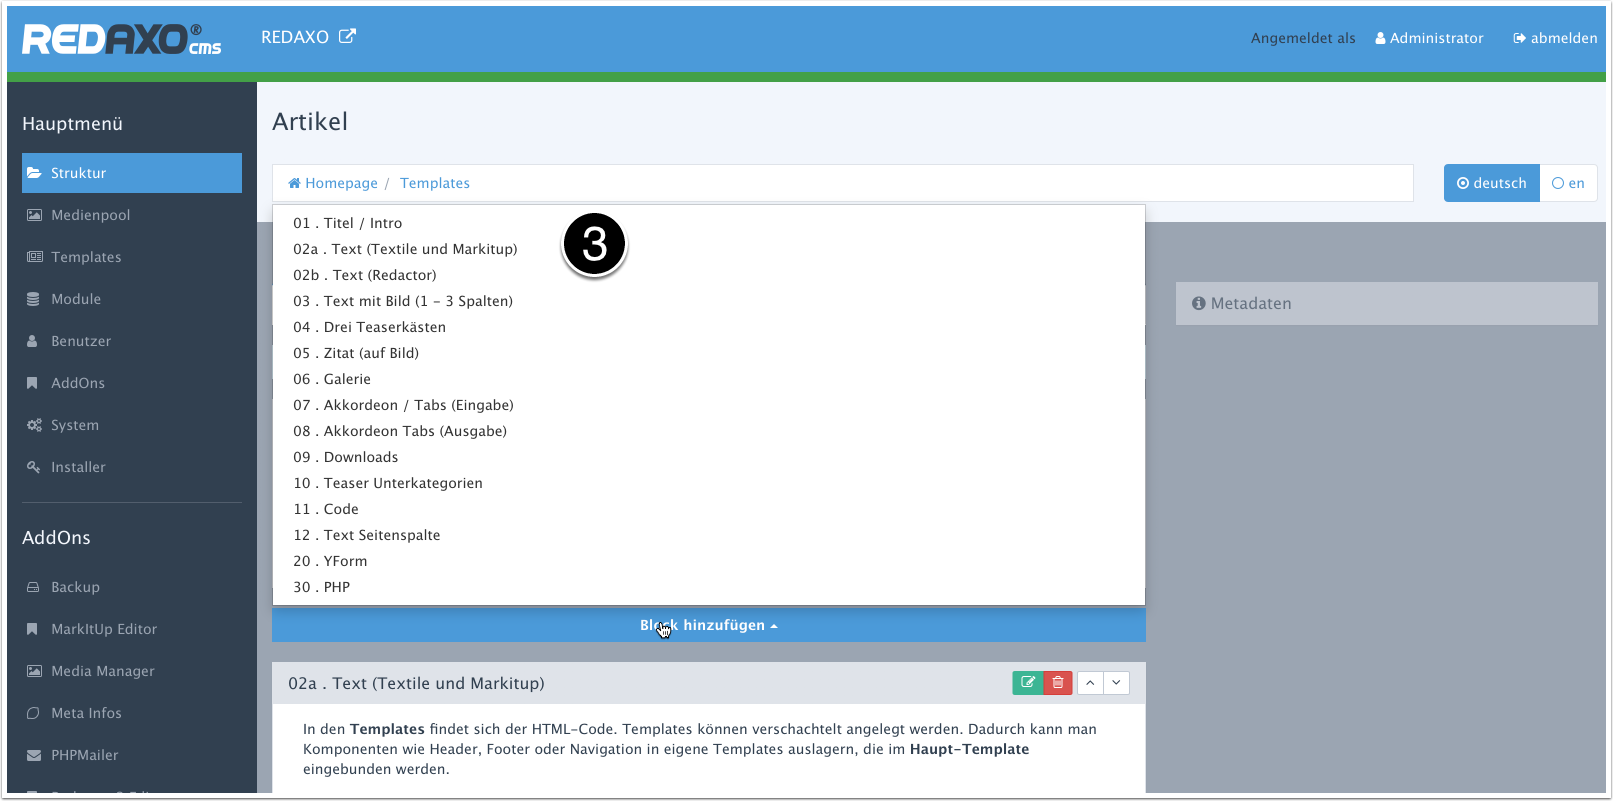 REDAXO® cms
REDAXO
Angemeldet als Administrator abmelden
Hauptmenü
Struktur
Medienpool
Templates
Module
Benutzer
AddOns
System
Installer
AddOns
Backup
MarkItUp Editor
Media Manager
Meta Infos
PHPMailer
Artikel
Homepage / Templates
deutsch en
01 . Titel / Intro
3
02a . Text (Textile und Markitup)
02b . Text (Redactor)
03 . Text mit Bild (1 - 3 Spalten)
04 . Drei Teaserkästen
05 . Zitat (auf Bild)
06 . Galerie
07 . Akkordeon / Tabs (Eingabe)
08 . Akkordeon Tabs (Ausgabe)
09 . Downloads
10 . Teaser Unterkategorien
11 . Code
12 . Text Seitenspalte
20 . YForm
30 . PHP
Block hinzufügen
Metadaten
02a . Text (Textile und Markitup)
In den Templates findet sich der HTML-Code. Templates können verschachtelt angelegt werden. Dadurch kann man
Komponenten wie Header, Footer oder Navigation in eigene Templates auslagern, die im Haupt-Template
eingebunden werden.